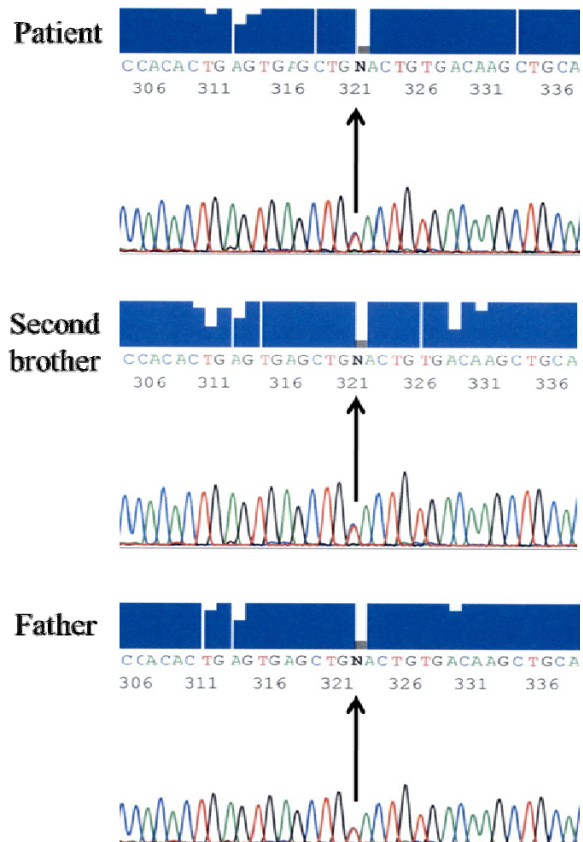 Patient
CCACACTGAGTGAGCTGNACTGTGACAAGCTGCA
306 311 316 321 326 331 336
Second
brother
CCACACTGAGTGAGCTGNACTGTGACAAGCTGCA
306 311 316 321 326 331 336
Father
CCACACTGAGTGAGCTGNACTGTGACAAGCTGCA
306 311 316 321 326 331 336